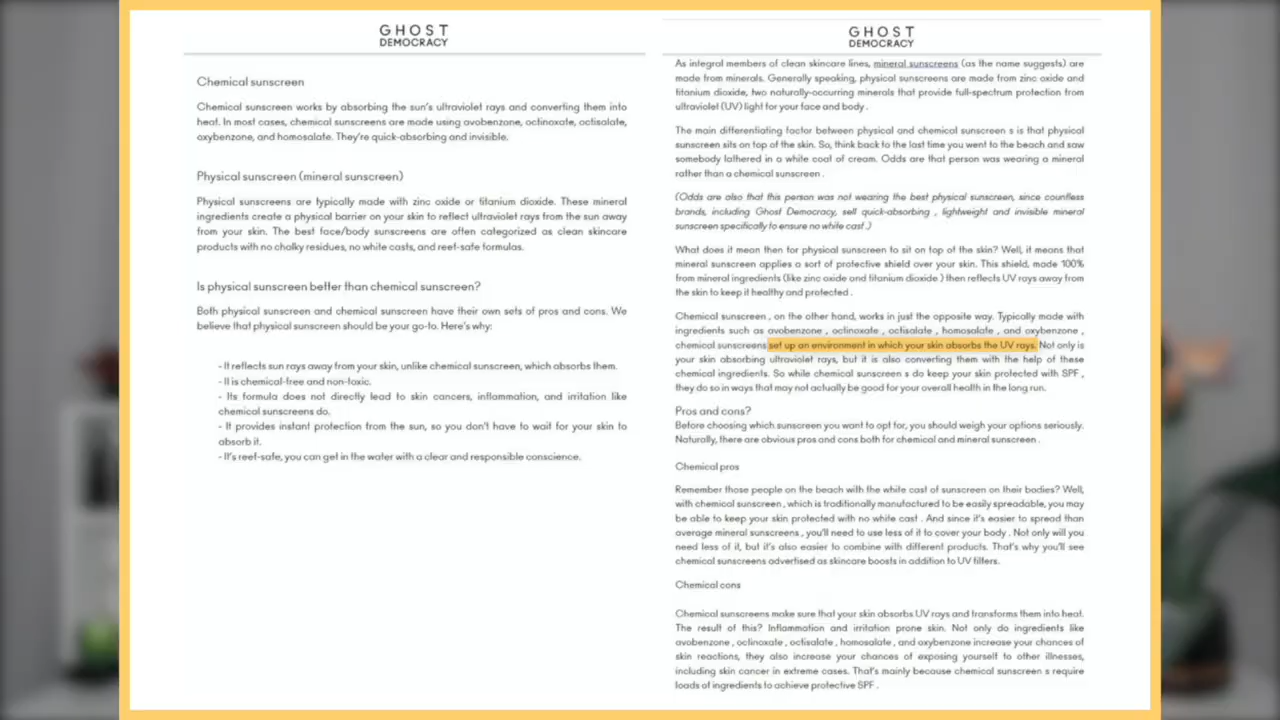 GHOST
DEMOCRACY
Chemical sunscreen
Chemical sunscreen works by absorbing the sun's ultraviolet rays and converting them into
heat. In most cases, chemical sunscreens are made using avobenzone, octinoxate, octisalate,
oxybenzone, and homosalate. They're quick-absorbing and invisible.
Physical sunscreen (mineral sunscreen)
Physical sunscreens are typically made with zinc oxide or titanium dioxide. These mineral
ingredients create a physical barrier on your skin to reflect ultraviolet rays from the sun away
from your skin. The best face/body sunscreens are often categorized as clean skincare
products with no chalky residues, no white casts, and reef-safe formulas.
Is physical sunscreen better than chemical sunscreen?
Both physical sunscreen and chemical sunscreen have their own sets of pros and cons. We
believe that physical sunscreen should be your go-to. Here's why:
- It reflects sun rays away from your skin, unlike chemical sunscreen, which absorbs them.
- It is chemical-free and non-toxic.
- Its formula does not directly lead to skin cancers, inflammation, and irritation like
chemical sunscreens do.
- It provides instant protection from the sun, so you don't have to wait for your skin to
absorb it.
- It's reef-safe, you can get in the water with a clear and responsible conscience.
GHOST
DEMOCRACY
As integral members of clean skincare lines, mineral sunscreens (as the name suggests) are
made from minerals. Generally speaking, physical sunscreens are made from zinc oxide and
titanium dioxide, two naturally-occurring minerals that provide full-spectrum protection from
ultraviolet (UV) light for your face and body .
The main differentiating factor between physical and chemical sunscreen s is that physical
sunscreen sits on top of the skin. So, think back to the last time you went to the beach and saw
somebody lathered in a white coat of cream. Odds are that person was wearing a mineral
rather than a chemical sunscreen .
(Odds are also that this person was not wearing the best physical sunscreen, since countless
brands, including Ghost Democracy, sell quick-absorbing , lightweight and invisible mineral
sunscreen specifically to ensure no white cast .)
What does it mean then for physical sunscreen to sit on top of the skin? Well, it means that
mineral sunscreen applies a sort of protective shield over your skin. This shield, made 100%
from mineral ingredients (like zinc oxide and titanium dioxide ) then reflects UV rays away from
the skin to keep it healthy and protected .
Chemical sunscreen , on the other hand, works in just the opposite way. Typically made with
ingredients such as avobenzone , octinoxate , octisalate , homosalate , and oxybenzone ,
chemical sunscreens set up an environment in which your skin absorbs the UV rays. Not only is
your skin absorbing ultraviolet rays, but it is also converting them with the help of these
chemical ingredients. So while chemical sunscreen s do keep your skin protected with SPF ,
they do so in ways that may not actually be good for your overall health in the long run.
Pros and cons?
Before choosing which sunscreen you want to opt for, you should weigh your options seriously.
Naturally, there are obvious pros and cons both for chemical and mineral sunscreen .
Chemical pros
Remember those people on the beach with the white cast of sunscreen on their bodies? Well,
with chemical sunscreen , which is traditionally manufactured to be easily spreadable, you may
be able to keep your skin protected with no white cast . And since it's easier to spread than
average mineral sunscreens , you'll need to use less of it to cover your body . Not only will you
need less of it, but it's also easier to combine with different products. That's why you'll see
chemical sunscreens advertised as skincare boosts in addition to UV filters.
Chemical cons
Chemical sunscreens make sure that your skin absorbs UV rays and transforms them into heat.
The result of this? Inflammation and irritation prone skin. Not only do ingredients like
avobenzone , octinoxate , octisalate , homosalate , and oxybenzone increase your chances of
skin reactions, they also increase your chances of exposing yourself to other illnesses,
including skin cancer in extreme cases. That's mainly because chemical sunscreen s require
loads of ingredients to achieve protective SPF .